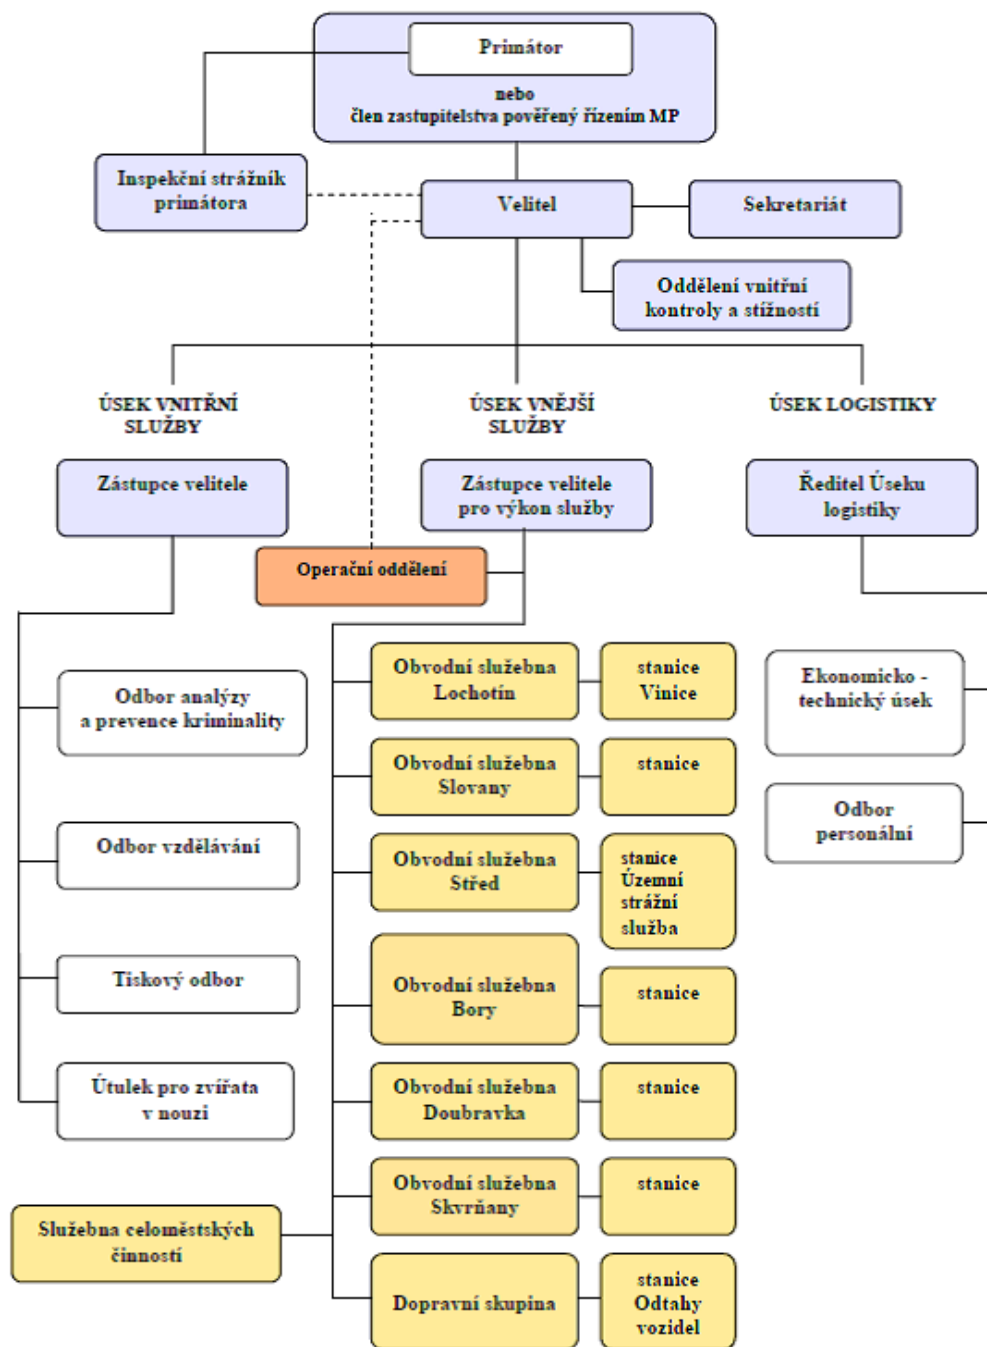 Primátor
nebo
člen zastupitelstva pověřený řízením MP
Inspekční strážník
primátora
Velitel
Sekretariát
Oddělení vnitřní
kontroly a stížností
ÚSEK VNITŘNÍ
SLUŽBY
ÚSEK VNĚJŠÍ
SLUŽBY
ÚSEK LOGISTIKY
Zástupce velitele
Zástupce velitele
pro výkon služby
Ředitel Úseku
logistiky
Operační oddělení
Odbor analýzy
a prevence kriminality
Odbor vzdělávání
Tiskový odbor
Útulek pro zvířata
v nouzi
Služebna celoměstských
činností
Obvodní služebna
Lochotín
stanice
Vinice
Obvodní služebna
Slovany
stanice
Obvodní služebna
Střed
stanice
Územní
strážní
služba
Obvodní služebna
Bory
stanice
Obvodní služebna
Doubravka
stanice
Obvodní služebna
Skvrňany
stanice
Dopravní skupina
stanice
Odtahy
vozidel
Ekonomicko -
technický úsek
Odbor
personální